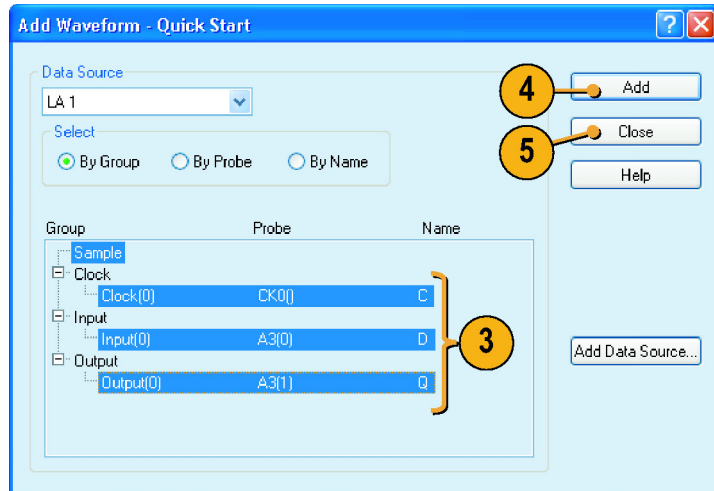 Add Waveform - Quick Start
?
Data Source
LA 1
4
Add
Select
By Group By Probe By Name
5
Close
Help
Group Probe Name
Sample
Clock
Clock(0) CK0() C
Input
Input(0) A3(0) D
3
Add Data Source...
Output
Output(0) A3(1) Q